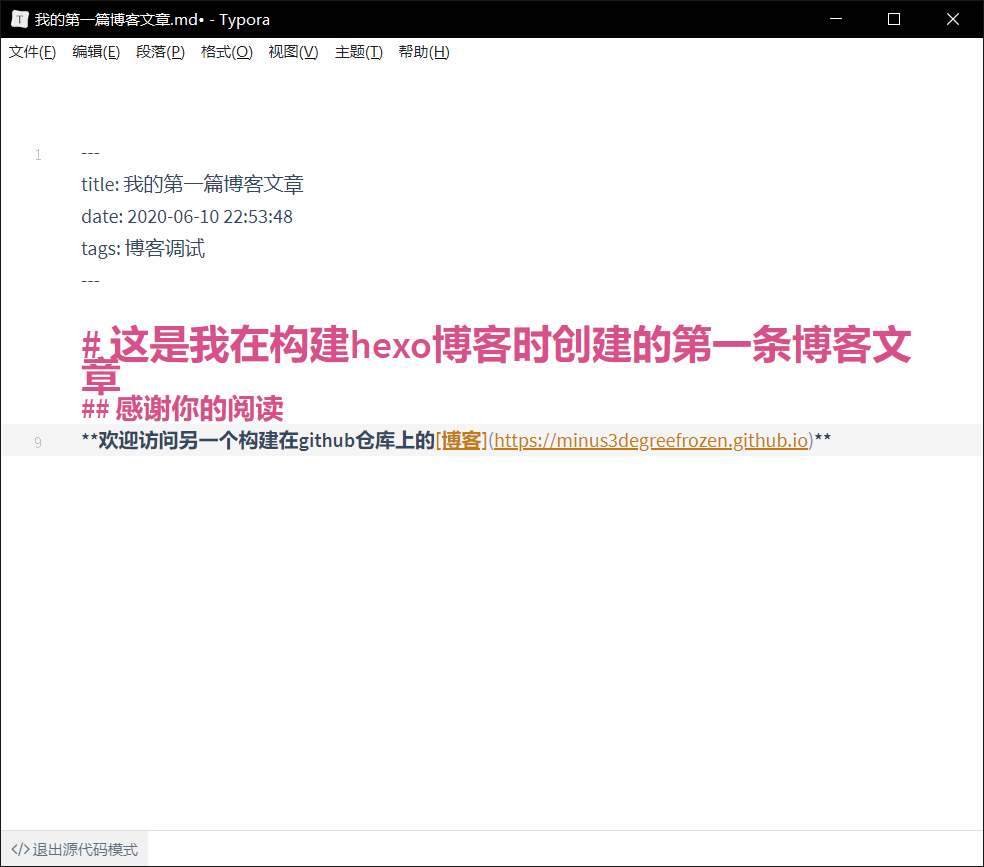 我的第一篇博客文章.md• - Typora
文件(F) 编辑(E) 段落(P) 格式(O) 视图(V) 主题(T) 帮助(H)
1 ---
title: 我的第一篇博客文章
date: 2020-06-10 22:53:48
tags: 博客调试
---
# 这是我在构建hexo博客时创建的第一条博客文
章
## 感谢你的阅读
9 **欢迎访问另一个构建在github仓库上的[博客](https://minus3degreefrozen.github.io)**
</> 退出源代码模式